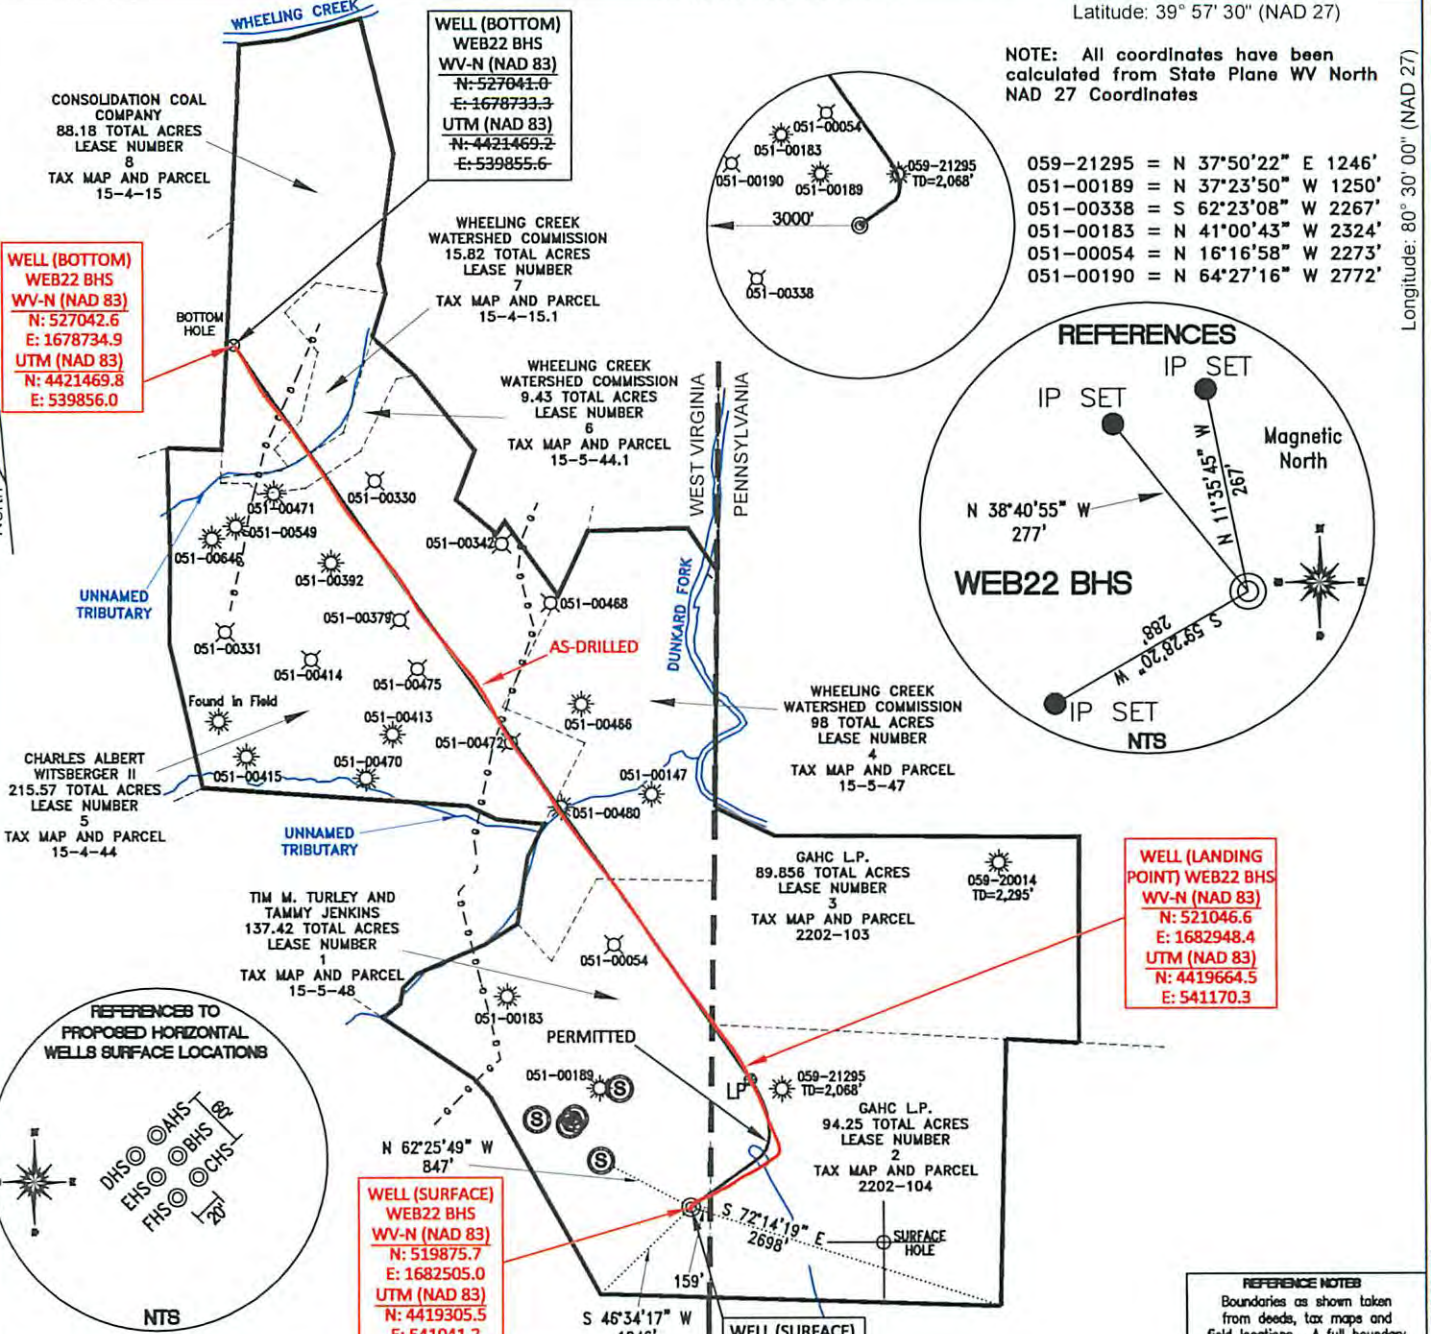 Latitude: 39° 57' 30" (NAD 27)
Longitude: 80° 30' 00" (NAD 27)
NOTE: All coordinates have been
calculated from State Plane WV North
NAD 27 Coordinates
059-21295 = N 37°50'22" E 1246'
051-00189 = N 37°23'50" W 1250'
051-00338 = S 62°23'08" W 2267'
051-00183 = N 41°00'43" W 2324'
051-00054 = N 16°16'58" W 2273'
051-00190 = N 64°27'16" W 2772'
WHEELING CREEK
WELL (BOTTOM)
WEB22 BHS
WV-N (NAD 83)
N: 527041.0
E: 1678733.3
UTM (NAD 83)
N: 4421469.2
E: 539855.6
CONSOLIDATION COAL
COMPANY
88.18 TOTAL ACRES
LEASE NUMBER
8
TAX MAP AND PARCEL
15-4-15
WELL (BOTTOM)
WEB22 BHS
WV-N (NAD 83)
N: 527042.6
E: 1678734.9
UTM (NAD 83)
N: 4421469.8
E: 539856.0
BOTTOM
HOLE
WHEELING CREEK
WATERSHED COMMISSION
15.82 TOTAL ACRES
LEASE NUMBER
7
TAX MAP AND PARCEL
15-4-15.1
WHEELING CREEK
WATERSHED COMMISSION
9.43 TOTAL ACRES
LEASE NUMBER
6
TAX MAP AND PARCEL
15-5-44.1
051-00054
051-00183
051-00190
051-00189
059-21295
TD=2,068'
3000'
051-00338
REFERENCES
IP SET
IP SET
Magnetic
North
N 11°35'45" W
267'
N 38°40'55" W
277'
WEB22 BHS
S 59°28'20" W
288'
IP SET
NTS
WEST VIRGINIA
PENNSYLVANIA
051-00330
051-00471
051-00549
051-00646
051-00342
051-00392
UNNAMED
TRIBUTARY
051-00468
051-00379
051-00331
AS-DRILLED
DUNKARD FORK
051-00414
051-00475
Found in Field
051-00466
051-00413
051-00472
051-00415
051-00470
051-00147
051-00480
CHARLES ALBERT
WITSBERGER II
215.57 TOTAL ACRES
LEASE NUMBER
5
TAX MAP AND PARCEL
15-4-44
WHEELING CREEK
WATERSHED COMMISSION
98 TOTAL ACRES
LEASE NUMBER
4
TAX MAP AND PARCEL
15-5-47
UNNAMED
TRIBUTARY
GAHC L.P.
89.856 TOTAL ACRES
LEASE NUMBER
3
TAX MAP AND PARCEL
2202-103
059-20014
TD=2,295'
WELL (LANDING
POINT) WEB22 BHS
WV-N (NAD 83)
N: 521046.6
E: 1682948.4
UTM (NAD 83)
N: 4419664.5
E: 541170.3
TIM M. TURLEY AND
TAMMY JENKINS
137.42 TOTAL ACRES
LEASE NUMBER
1
TAX MAP AND PARCEL
15-5-48
051-00054
051-00183
PERMITTED
051-00189
S
S
S
LP
059-21295
TD=2,068'
GAHC L.P.
94.25 TOTAL ACRES
LEASE NUMBER
2
TAX MAP AND PARCEL
2202-104
REFERENCES TO
PROPOSED HORIZONTAL
WELLS SURFACE LOCATIONS
AHS
BHS
CHS
DHS
EHS
FHS
60'
20'
NTS
N 62°25'49" W
847'
WELL (SURFACE)
WEB22 BHS
WV-N (NAD 83)
N: 519875.7
E: 1682505.0
UTM (NAD 83)
N: 4419305.5
S 72°14'19" E
2698'
SURFACE
HOLE
159'
S 46°34'17" W
WELL (SURFACE)
REFERENCE NOTES
Boundaries as shown taken
from deeds, tax maps and